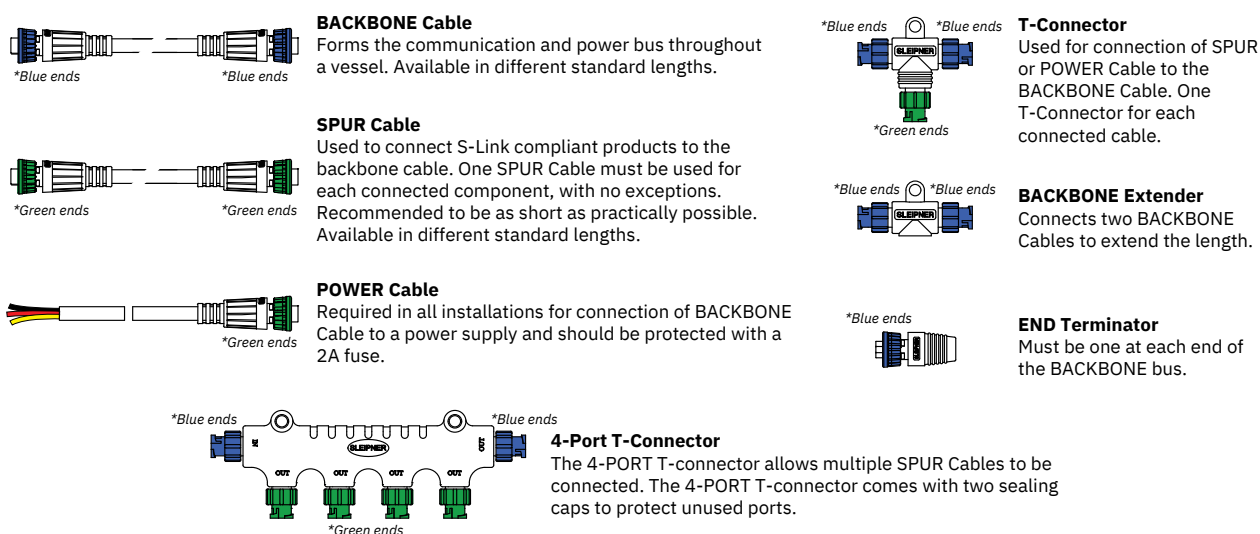 BACKBONE Cable
Forms the communication and power bus throughout
a vessel. Available in different standard lengths.
*Blue ends
*Blue ends
SPUR Cable
Used to connect S-Link compliant products to the
backbone cable. One SPUR Cable must be used for
each connected component, with no exceptions.
Recommended to be as short as practically possible.
Available in different standard lengths.
*Green ends
*Green ends
POWER Cable
Required in all installations for connection of BACKBONE
Cable to a power supply and should be protected with a
2A fuse.
*Green ends
*Blue ends
*Blue ends
SLEIPNER
*Green ends
T-Connector
Used for connection of SPUR
or POWER Cable to the
BACKBONE Cable. One
T-Connector for each
connected cable.
*Blue ends
*Blue ends
SLEIPNER
BACKBONE Extender
Connects two BACKBONE
Cables to extend the length.
*Blue ends
SLEIPNER
END Terminator
Must be one at each end of
the BACKBONE bus.
*Blue ends
*Blue ends
IN
SLEIPNER
OUT
OUT
OUT
OUT
OUT
*Green ends
4-Port T-Connector
The 4-PORT T-connector allows multiple SPUR Cables to be
connected. The 4-PORT T-connector comes with two sealing
caps to protect unused ports.